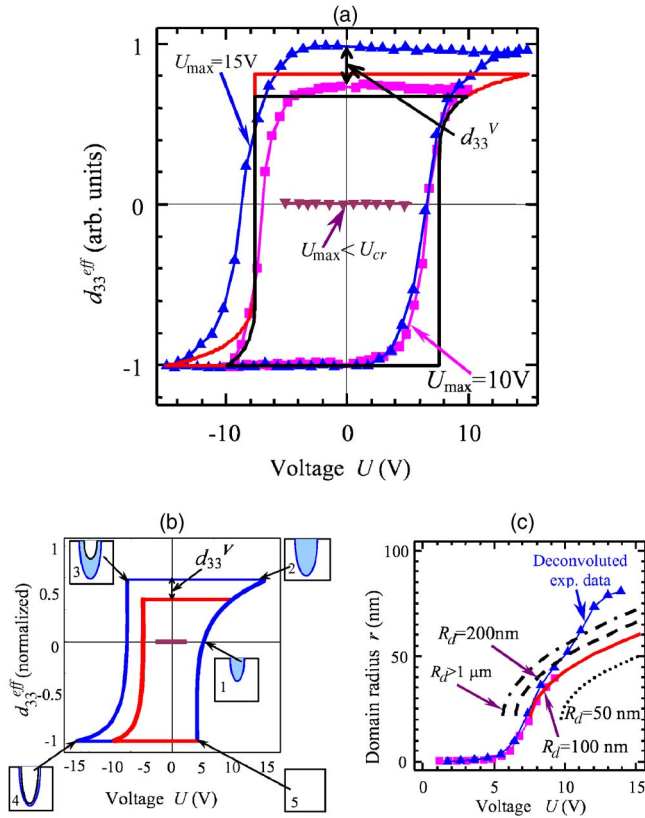 (a)
U_max=15V
1
d_33^V
d_33^eff (arb. units)
0
U_max< U_cr
-1
U_max=10V
-10
0
10
Voltage U (V)
(b)
(c)
3
2
d_33^V
1
0.5
0
-0.5
-1
d_33^eff (normalized)
1
4
5
-15
-10
-5
0
5
10
15
Voltage U (V)
100
50
0
Domain radius r (nm)
Deconvoluted
exp. data
R_d=200nm
R_d>1 μm
R_d=50 nm
R_d=100 nm
0
5
10
15
Voltage U (V)